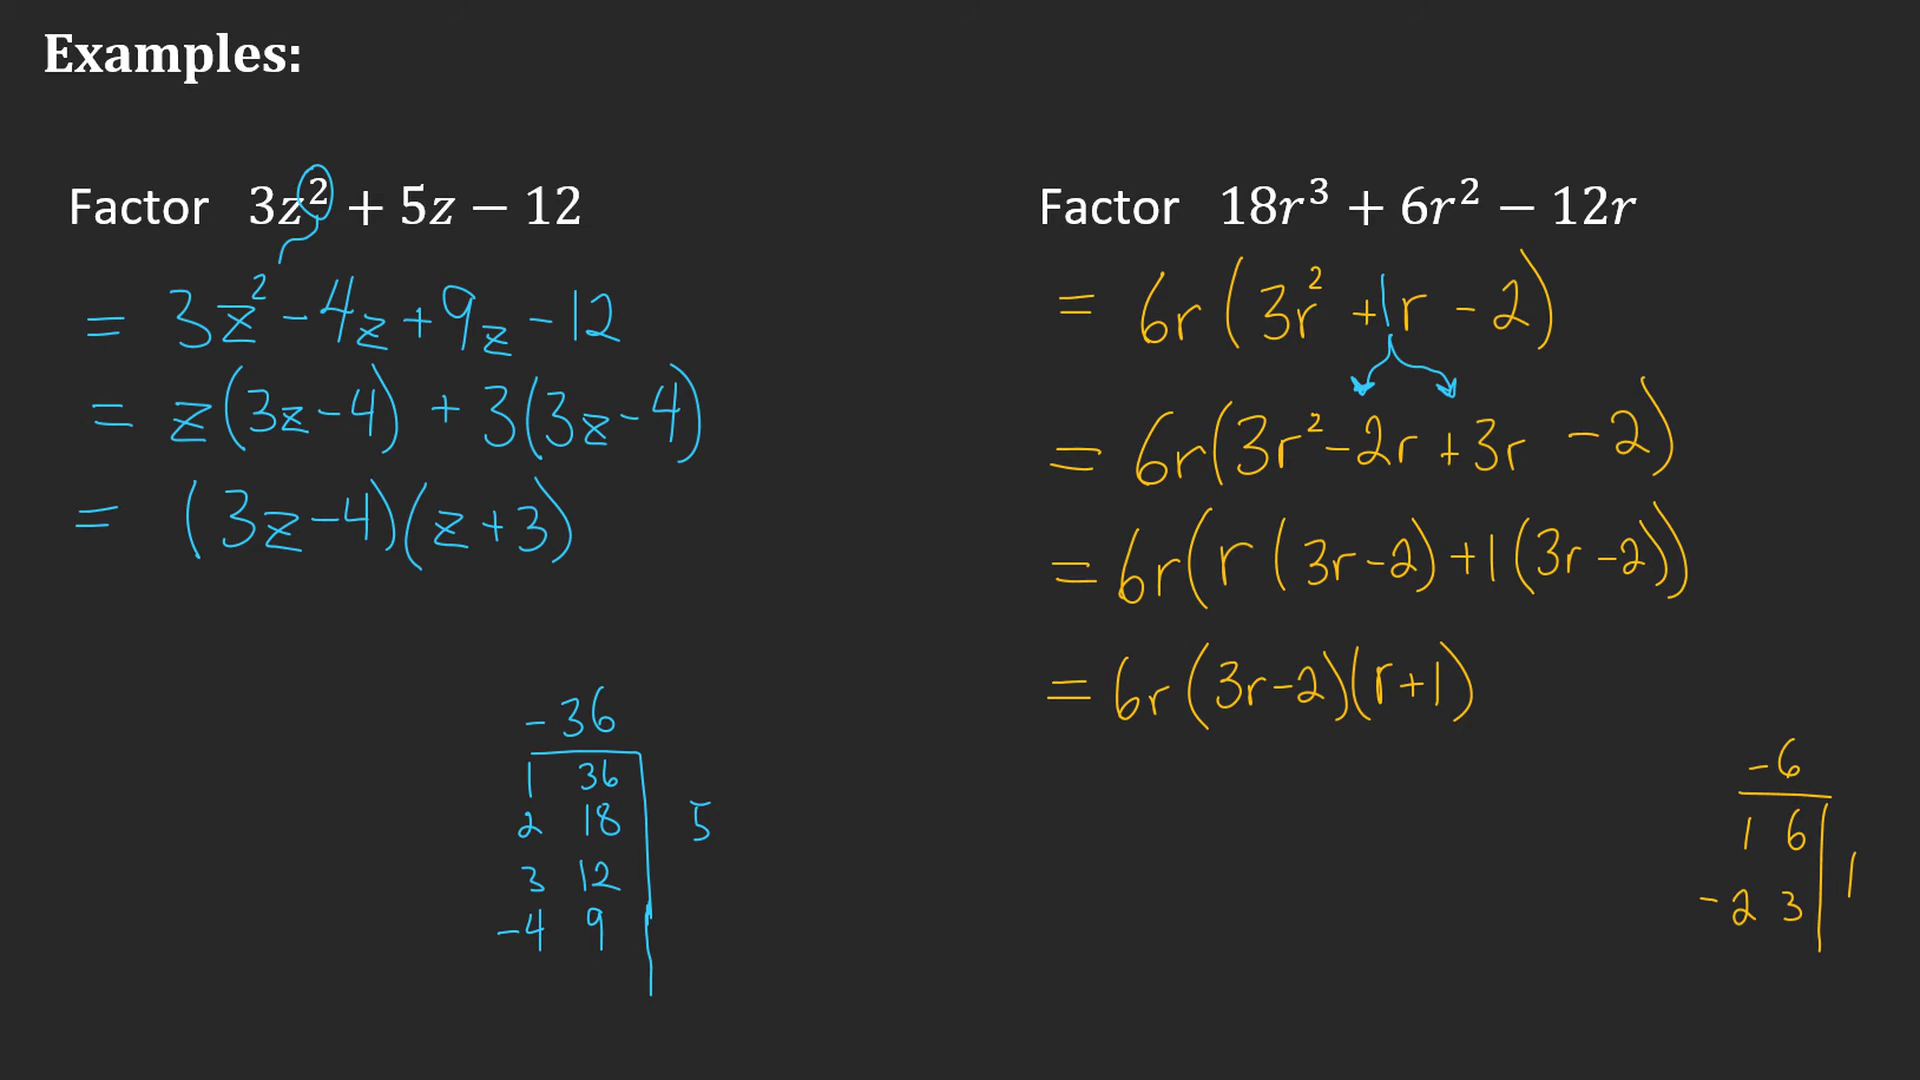 Examples:
Factor 3z² + 5z − 12
= 3z² - 4z + 9z - 12
= z(3z - 4) + 3(3z - 4)
= (3z - 4)(z + 3)
- 36
1 36
2 18
5
3 12
-4 9
Factor 18r³ + 6r² − 12r
= 6r(3r² + 1r - 2)
= 6r(3r² - 2r + 3r - 2)
= 6r(r(3r - 2) + 1(3r - 2))
= 6r(3r - 2)(r + 1)
- 6
1 6
1
- 2 3